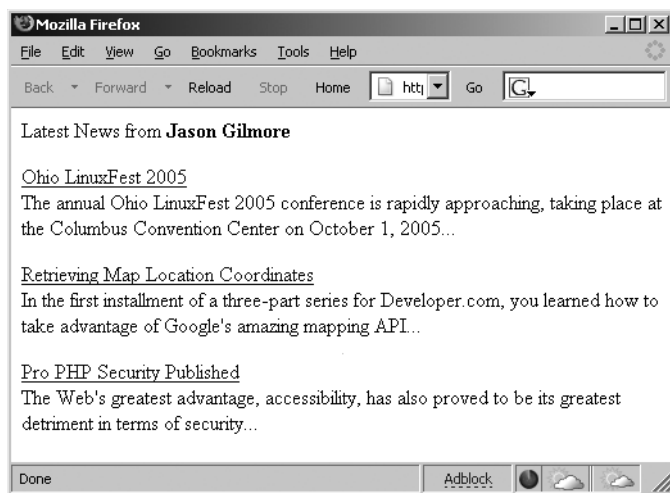 Mozilla Firefox
File Edit View Go Bookmarks Tools Help
Back Forward Reload Stop Home http Go G
Latest News from Jason Gilmore
Ohio LinuxFest 2005
The annual Ohio LinuxFest 2005 conference is rapidly approaching, taking place at
the Columbus Convention Center on October 1, 2005...
Retrieving Map Location Coordinates
In the first installment of a three-part series for Developer.com, you learned how to
take advantage of Google's amazing mapping API...
Pro PHP Security Published
The Web's greatest advantage, accessibility, has also proved to be its greatest
detriment in terms of security...
Done Adblock